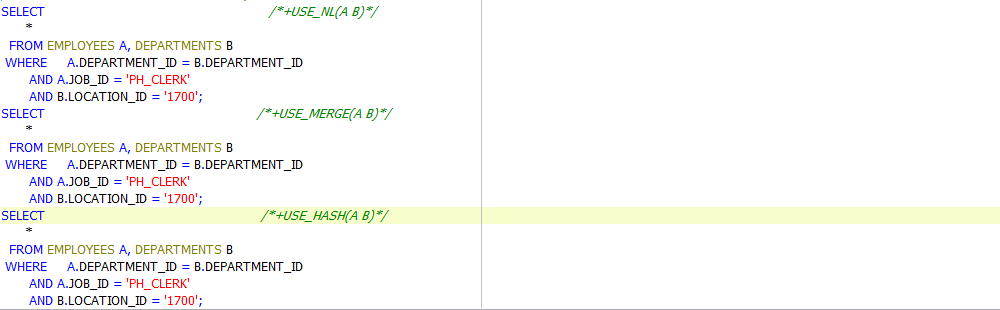 SELECT /*+USE_NL(A B)*/
*
FROM EMPLOYEES A, DEPARTMENTS B
WHERE A.DEPARTMENT_ID = B.DEPARTMENT_ID
AND A.JOB_ID = 'PH_CLERK'
AND B.LOCATION_ID = '1700';
SELECT /*+USE_MERGE(A B)*/
*
FROM EMPLOYEES A, DEPARTMENTS B
WHERE A.DEPARTMENT_ID = B.DEPARTMENT_ID
AND A.JOB_ID = 'PH_CLERK'
AND B.LOCATION_ID = '1700';
SELECT /*+USE_HASH(A B)*/
*
FROM EMPLOYEES A, DEPARTMENTS B
WHERE A.DEPARTMENT_ID = B.DEPARTMENT_ID
AND A.JOB_ID = 'PH_CLERK'
AND B.LOCATION_ID = '1700';